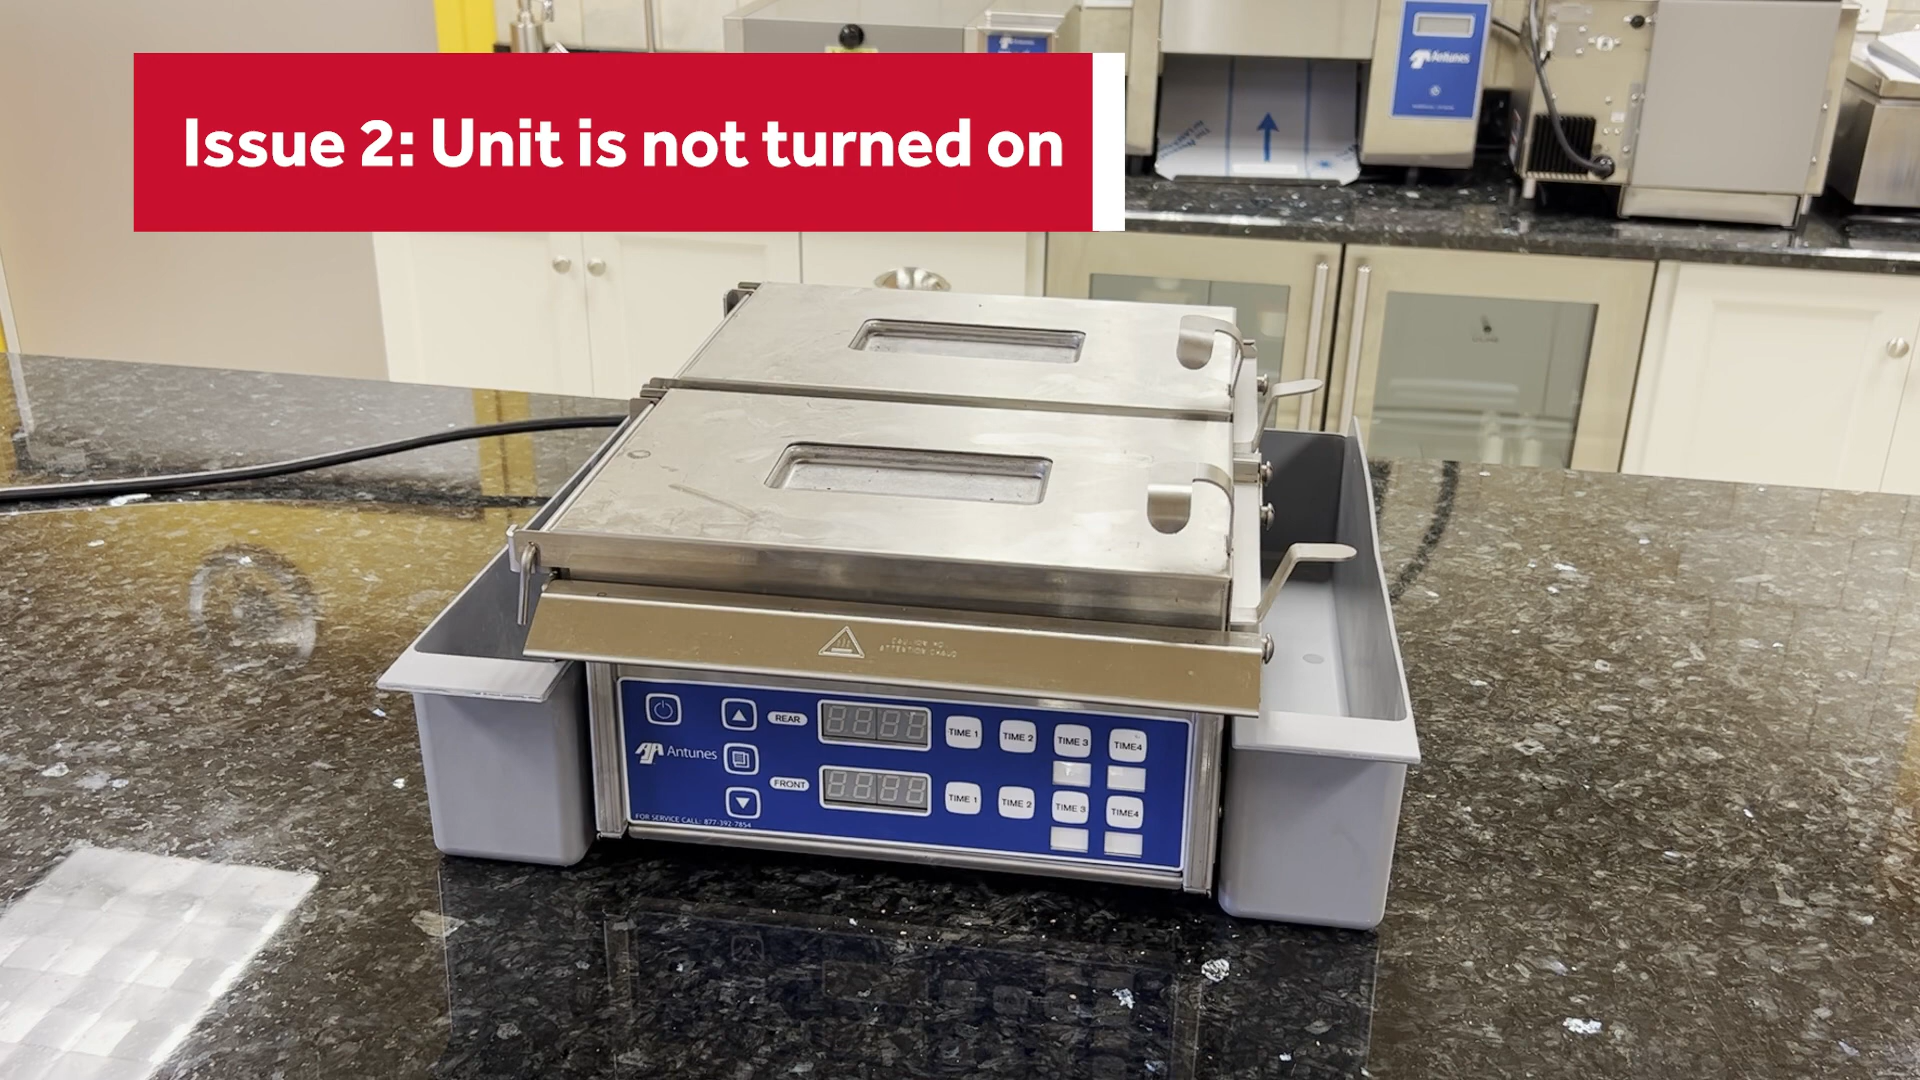 Issue 2: Unit is not turned on
Antunes
REAR
TIME 1
TIME 2
TIME 3
TIME4
Antunes
FRONT
TIME 1
TIME 2
TIME 3
TIME4
FOR SERVICE CALL: 877-392-7854